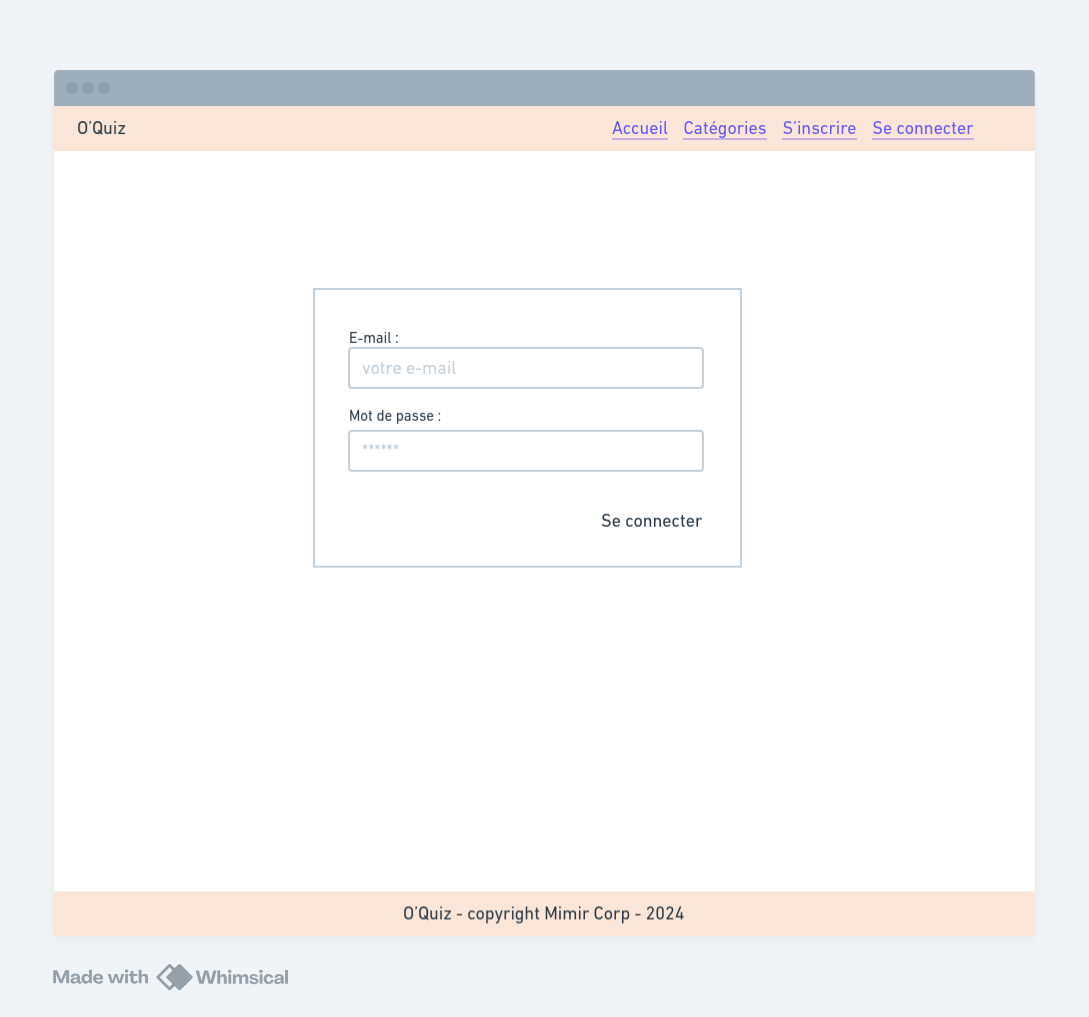 O'Quiz
Accueil Catégories S'inscrire Se connecter
E-mail :
votre e-mail
Mot de passe :
******
Se connecter
O'Quiz - copyright Mimir Corp - 2024
Made with Whimsical